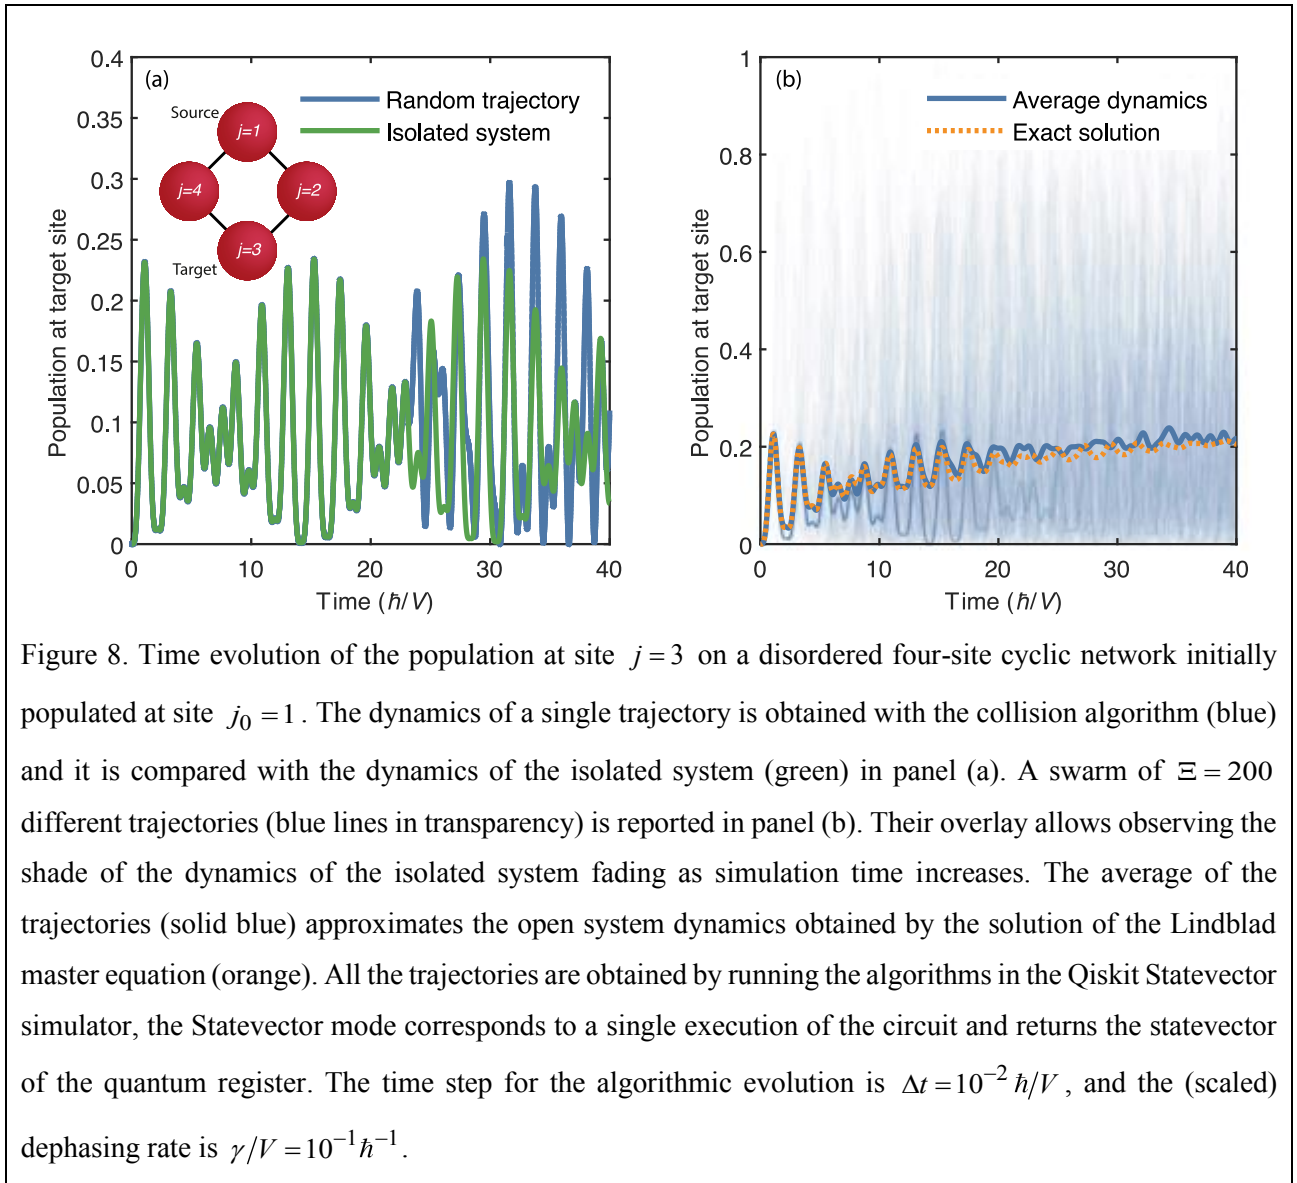 (a)
Random trajectory
Isolated system
Source
j=1
j=4
j=2
j=3
Target
Population at target site
0.4
0.35
0.3
0.25
0.2
0.15
0.1
0.05
0
0 10 20 30 40
Time (ħ/V)
(b)
Average dynamics
Exact solution
Population at target site
1
0.8
0.6
0.4
0.2
0
0 10 20 30 40
Time (ħ/V)
Figure 8. Time evolution of the population at site j = 3 on a disordered four-site cyclic network initially
populated at site j₀ = 1. The dynamics of a single trajectory is obtained with the collision algorithm (blue)
and it is compared with the dynamics of the isolated system (green) in panel (a). A swarm of Ξ = 200
different trajectories (blue lines in transparency) is reported in panel (b). Their overlay allows observing the
shade of the dynamics of the isolated system fading as simulation time increases. The average of the
trajectories (solid blue) approximates the open system dynamics obtained by the solution of the Lindblad
master equation (orange). All the trajectories are obtained by running the algorithms in the Qiskit Statevector
simulator, the Statevector mode corresponds to a single execution of the circuit and returns the statevector
of the quantum register. The time step for the algorithmic evolution is Δt = 10⁻² ħ/V, and the (scaled)
dephasing rate is γ/V = 10⁻¹ħ⁻¹.